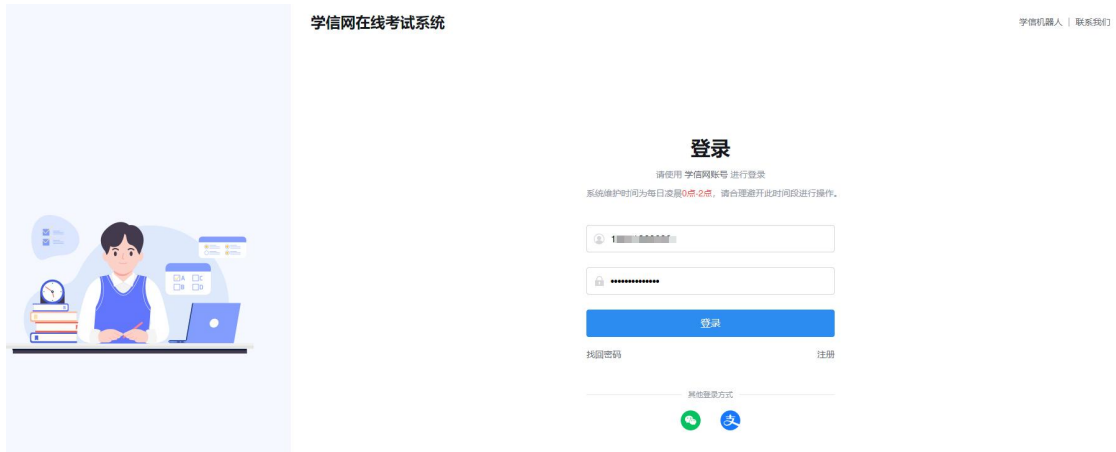 学信网在线考试系统
学信机器人 | 联系我们
登录
请使用 学信网账号 进行登录
系统维护时间为每日凌晨0点-2点，请合理避开此时间段进行操作。
1
••••••••••••••
登录
找回密码 注册
其他登录方式
支
A C
B D